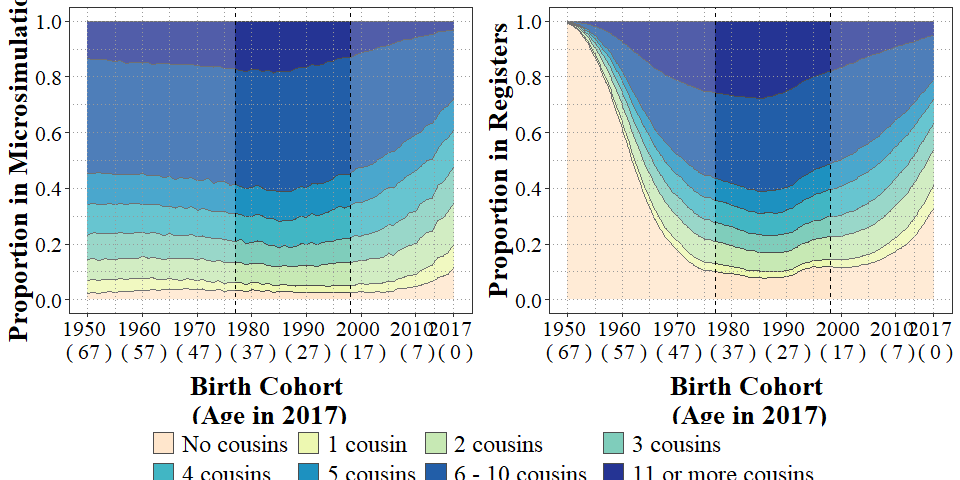 Proportion in Microsimulatio
1.0
0.8
0.6
0.4
0.2
0.0
1950 1960 1970 1980 1990 2000 2010 2017
( 67) ( 57) ( 47) ( 37) ( 27) ( 17) ( 7) ( 0)
Birth Cohort
(Age in 2017)
Proportion in Registers
1.0
0.8
0.6
0.4
0.2
0.0
1950 1960 1970 1980 1990 2000 2010 2017
( 67) ( 57) ( 47) ( 37) ( 27) ( 17) ( 7) ( 0)
Birth Cohort
(Age in 2017)
No cousins 1 cousin 2 cousins 3 cousins
4 cousins 5 cousins 6 - 10 cousins 11 or more cousins